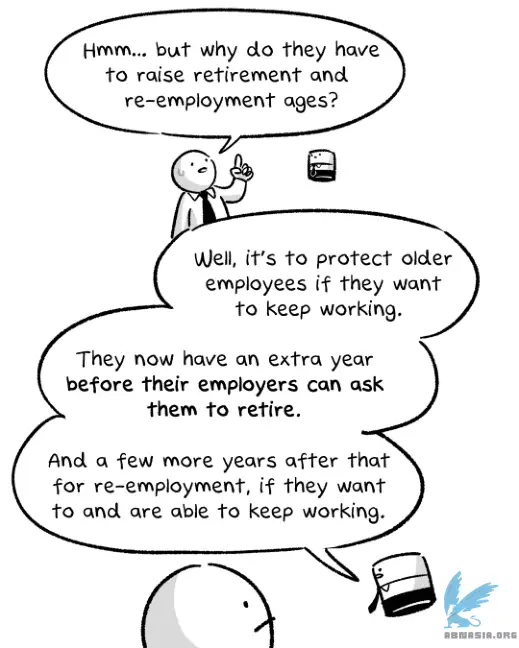 Hmm... but why do they have
to raise retirement and
re-employment ages?
Well, it's to protect older
employees if they want
to keep working.
They now have an extra year
before their employers can ask
them to retire.
And a few more years after that
for re-employment, if they want
to and are able to keep working.
ABMASIA.ORG